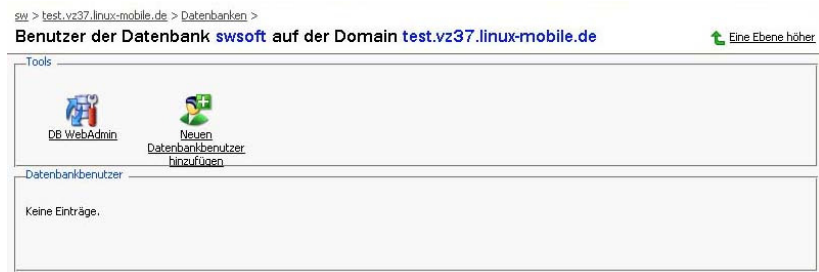 sw > test.vz37.linux-mobile.de > Datenbanken >
Benutzer der Datenbank swsoft auf der Domain test.vz37.linux-mobile.de
Eine Ebene höher
Tools
DB WebAdmin
Neuen
Datenbankbenutzer
hinzufügen
Datenbankbenutzer
Keine Einträge.